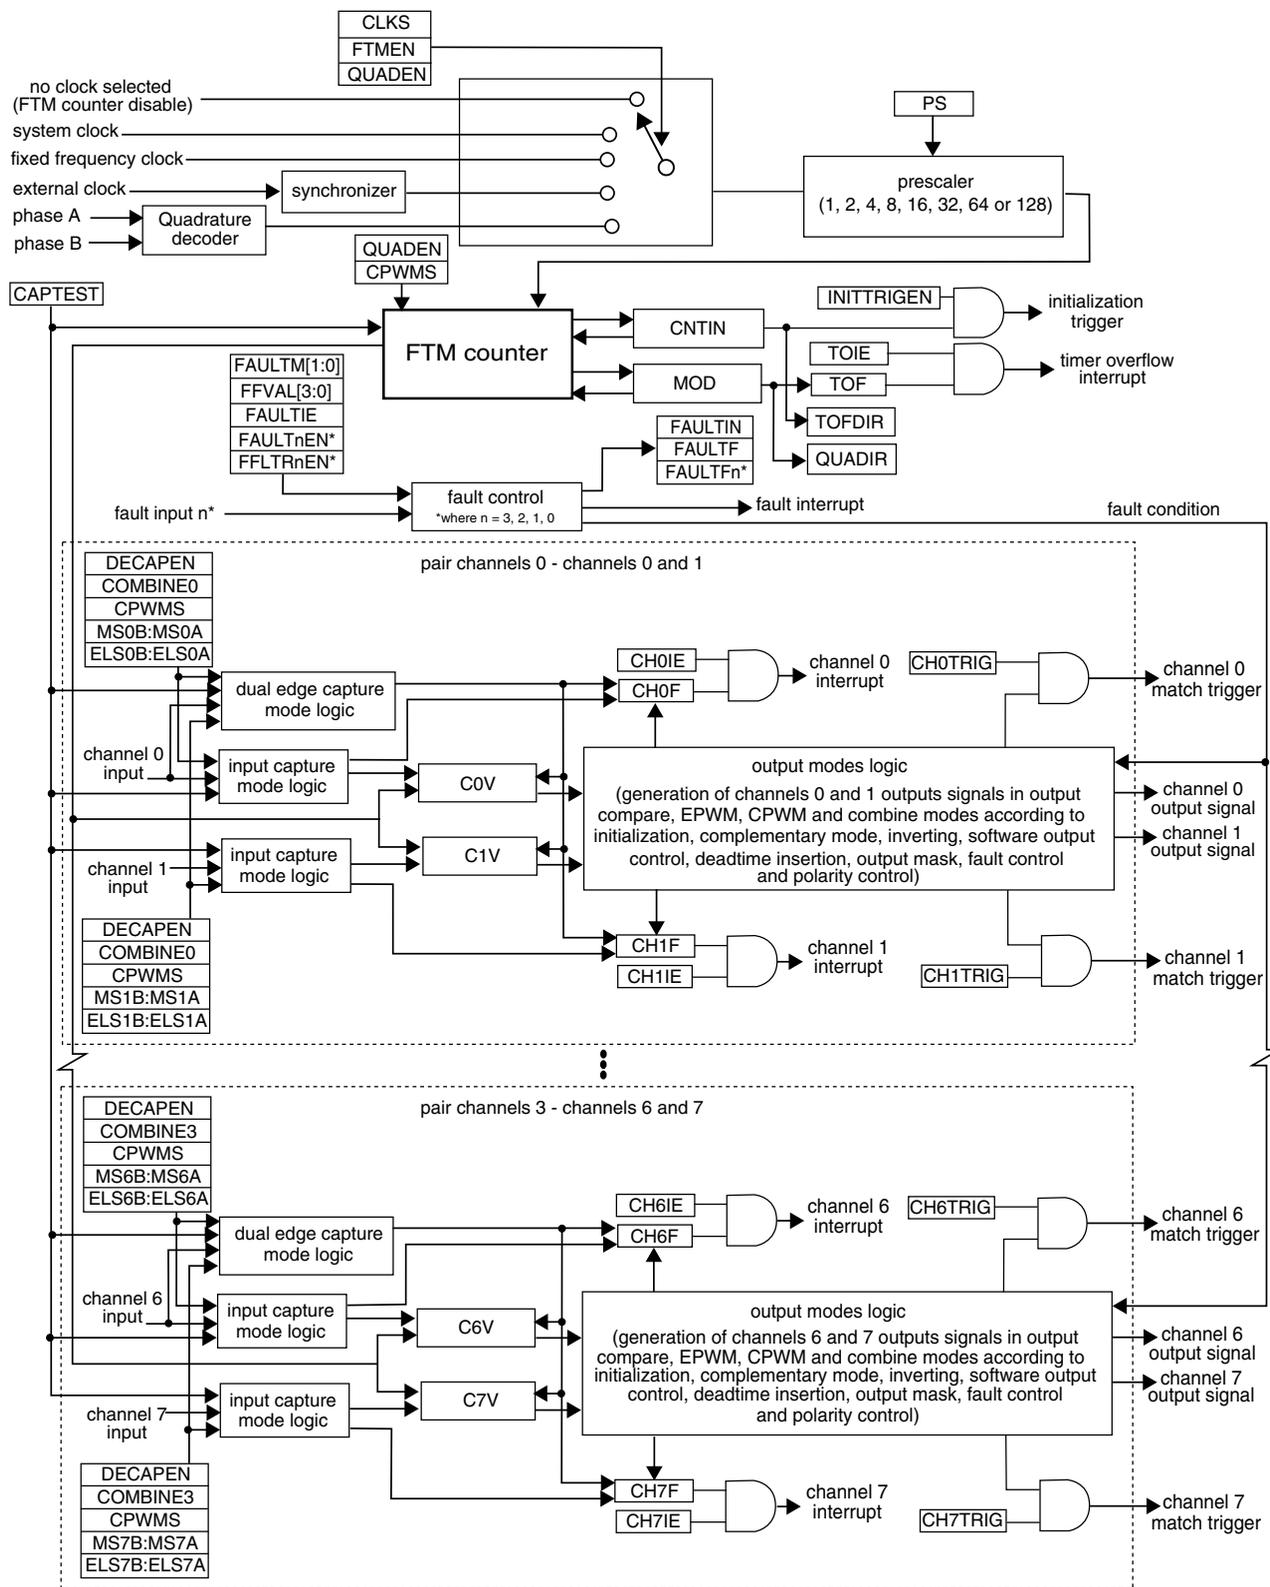 CLKS
FTMEN
QUADEN
no clock selected
(FTM counter disable)
system clock
fixed frequency clock
external clock
synchronizer
phase A
phase B
Quadrature
decoder
PS
prescaler
(1, 2, 4, 8, 16, 32, 64 or 128)
QUADEN
CPWMS
CAPTEST
FTM counter
CNTIN
MOD
INITTRIGEN
initialization
trigger
TOIE
TOF
timer overflow
interrupt
TOFDIR
QUADIR
FAULTM[1:0]
FFVAL[3:0]
FAULTIE
FAULTnEN*
FFLTRnEN*
FAULTIN
FAULTF
FAULTFn*
fault input n*
fault control
*where n = 3, 2, 1, 0
fault interrupt
fault condition
pair channels 0 - channels 0 and 1
DECAPEN
COMBINE0
CPWMS
MS0B:MS0A
ELS0B:ELS0A
dual edge capture
mode logic
channel 0
input
input capture
mode logic
C0V
channel 1
input
input capture
mode logic
C1V
CH0IE
CH0F
channel 0
interrupt
CH0TRIG
channel 0
match trigger
output modes logic
(generation of channels 0 and 1 outputs signals in output
compare, EPWM, CPWM and combine modes according to
initialization, complementary mode, inverting, software output
control, deadtime insertion, output mask, fault control
and polarity control)
channel 0
output signal
channel 1
output signal
DECAPEN
COMBINE0
CPWMS
MS1B:MS1A
ELS1B:ELS1A
CH1F
CH1IE
channel 1
interrupt
CH1TRIG
channel 1
match trigger
pair channels 3 - channels 6 and 7
DECAPEN
COMBINE3
CPWMS
MS6B:MS6A
ELS6B:ELS6A
dual edge capture
mode logic
channel 6
input
input capture
mode logic
C6V
channel 7
input
input capture
mode logic
C7V
CH6IE
CH6F
channel 6
interrupt
CH6TRIG
channel 6
match trigger
output modes logic
(generation of channels 6 and 7 outputs signals in output
compare, EPWM, CPWM and combine modes according to
initialization, complementary mode, inverting, software output
control, deadtime insertion, output mask, fault control
and polarity control)
channel 6
output signal
channel 7
output signal
DECAPEN
COMBINE3
CPWMS
MS7B:MS7A
ELS7B:ELS7A
CH7F
CH7IE
channel 7
interrupt
CH7TRIG
channel 7
match trigger